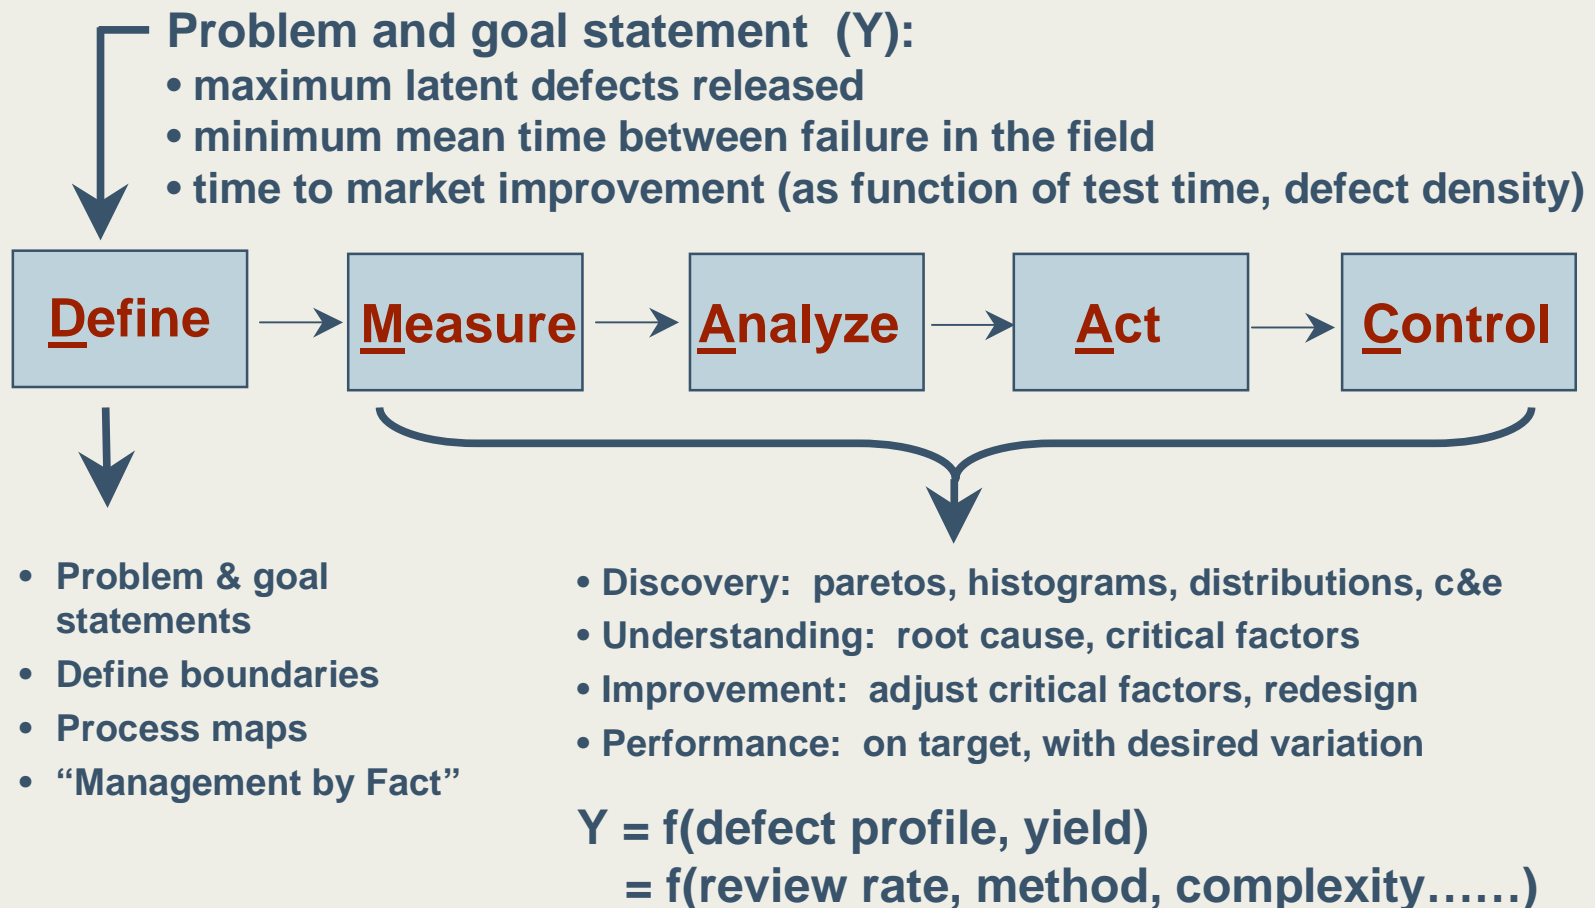 Problem and goal statement (Y):
• maximum latent defects released
• minimum mean time between failure in the field
• time to market improvement (as function of test time, defect density)
Define
Measure
Analyze
Act
Control
• Problem & goal
statements
• Define boundaries
• Process maps
• “Management by Fact”
• Discovery: paretos, histograms, distributions, c&e
• Understanding: root cause, critical factors
• Improvement: adjust critical factors, redesign
• Performance: on target, with desired variation
Y = f(defect profile, yield)
= f(review rate, method, complexity……)